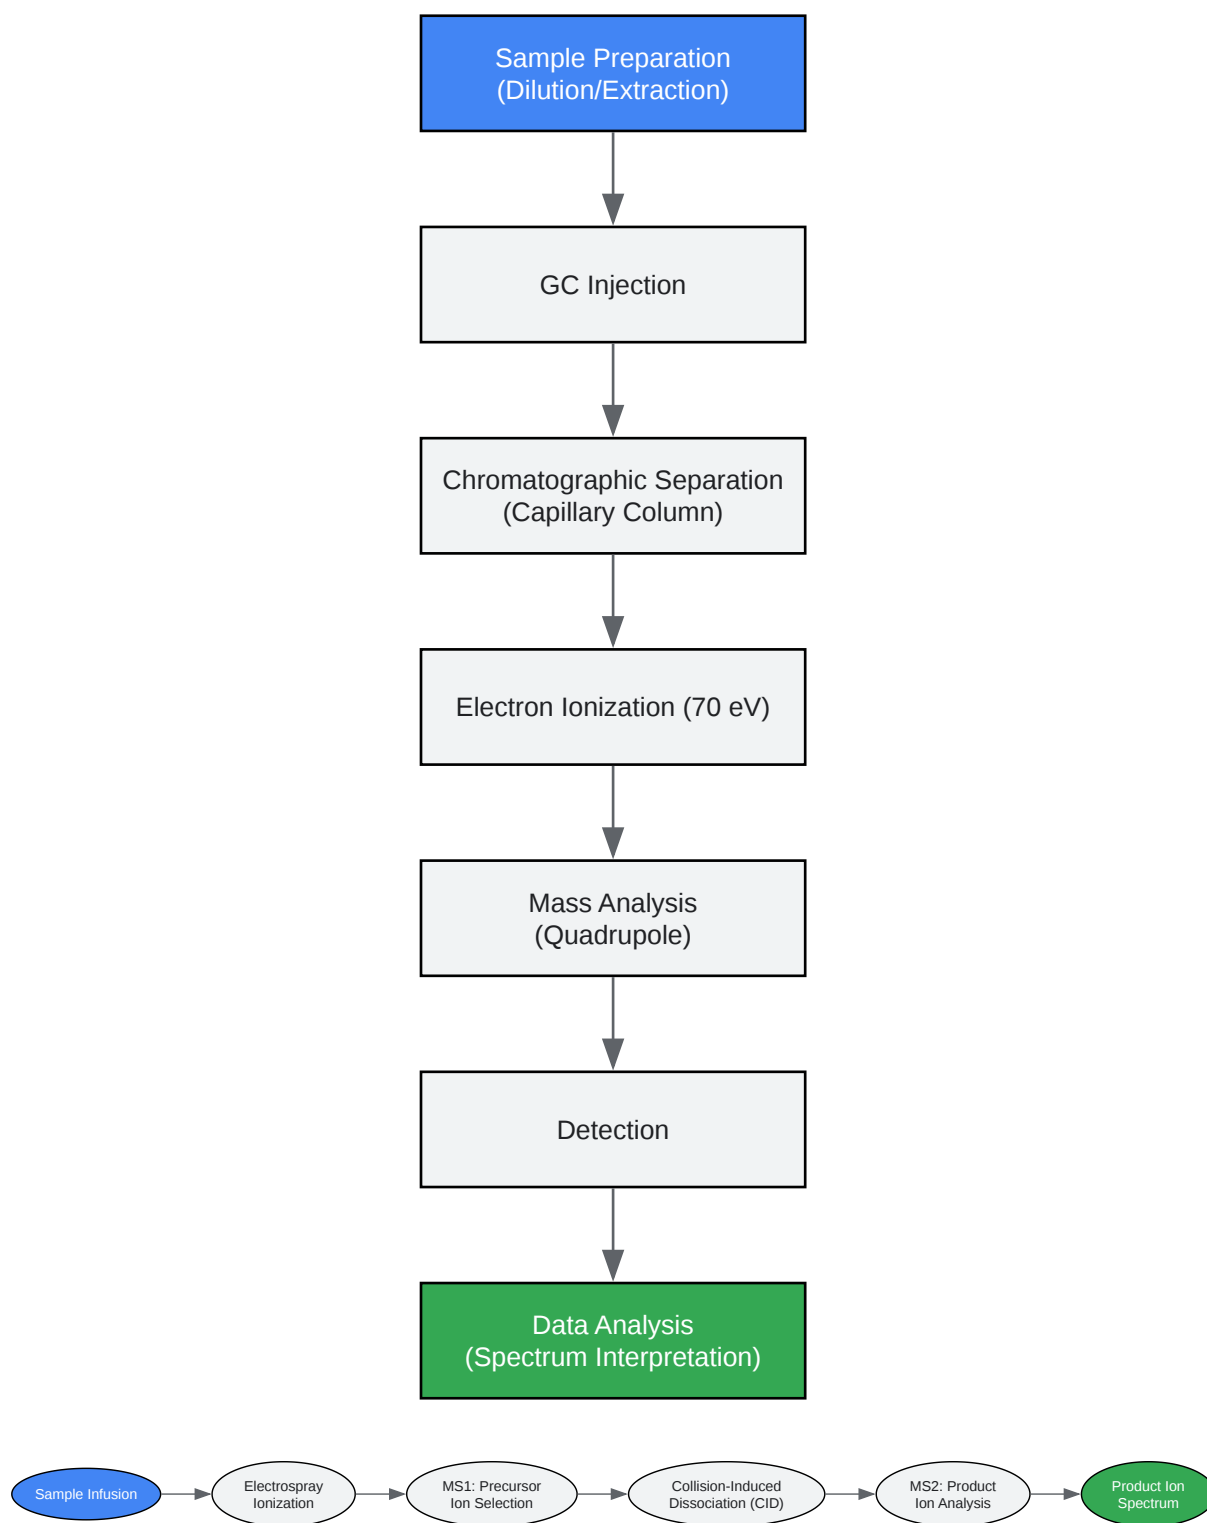 Sample Preparation
(Dilution/Extraction)
GC Injection
Chromatographic Separation
(Capillary Column)
Electron Ionization (70 eV)
Mass Analysis
(Quadrupole)
Detection
Data Analysis
(Spectrum Interpretation)
Sample Infusion
Electrospray
Ionization
MS1: Precursor
Ion Selection
Collision-Induced
Dissociation (CID)
MS2: Product
Ion Analysis
Product Ion
Spectrum